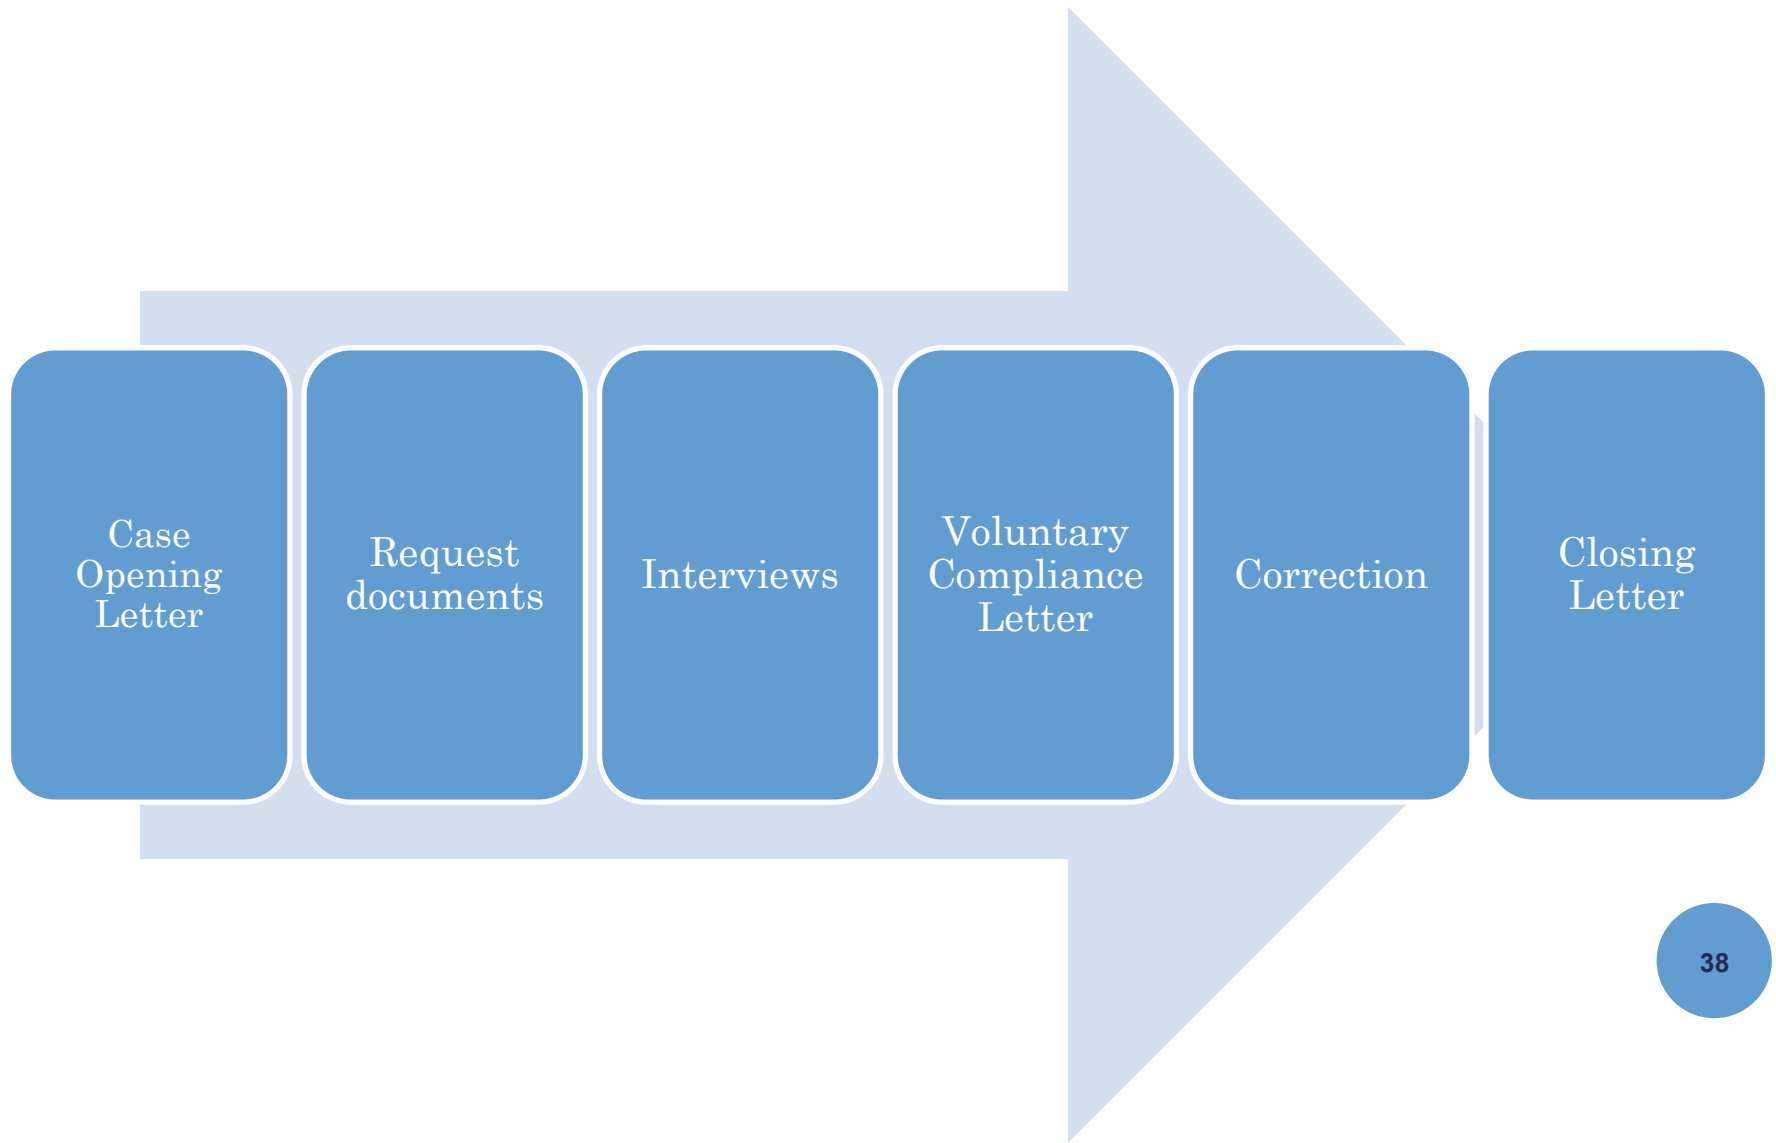 Case
Opening
Letter
Request
documents
Interviews
Voluntary
Compliance
Letter
Correction
Closing
Letter
38